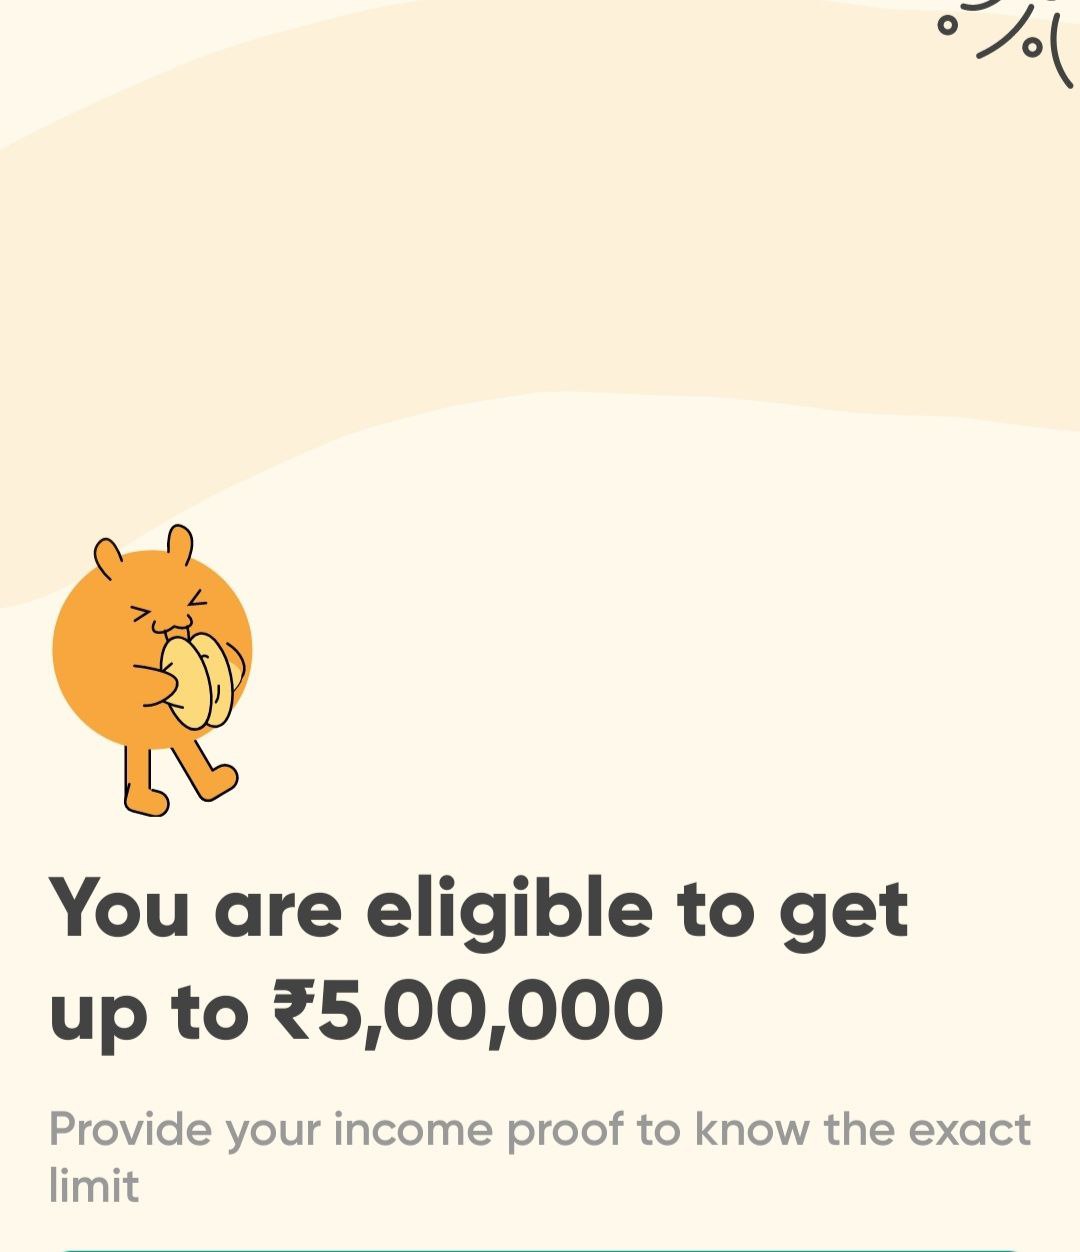 You are eligible to get
up to ₹5,00,000
Provide your income proof to know the exact
limit